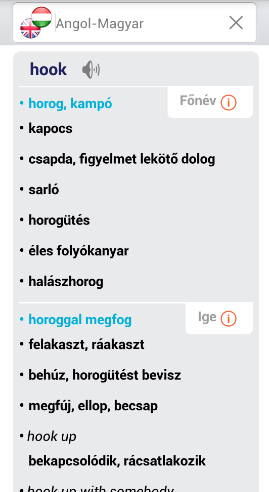 Angol-Magyar
hook
• horog, kampó
Főnév
• kapocs
• csapda, figyelmet lekötő dolog
• sarló
• horogütés
• éles folyókanyar
• halászhorog
• horoggal megfog
Ige
• felakaszt, ráakaszt
• behúz, horogütést bevisz
• megfúj, ellop, becsap
• hook up
bekapcsolódik, rácsatlakozik
• hook up with somebody